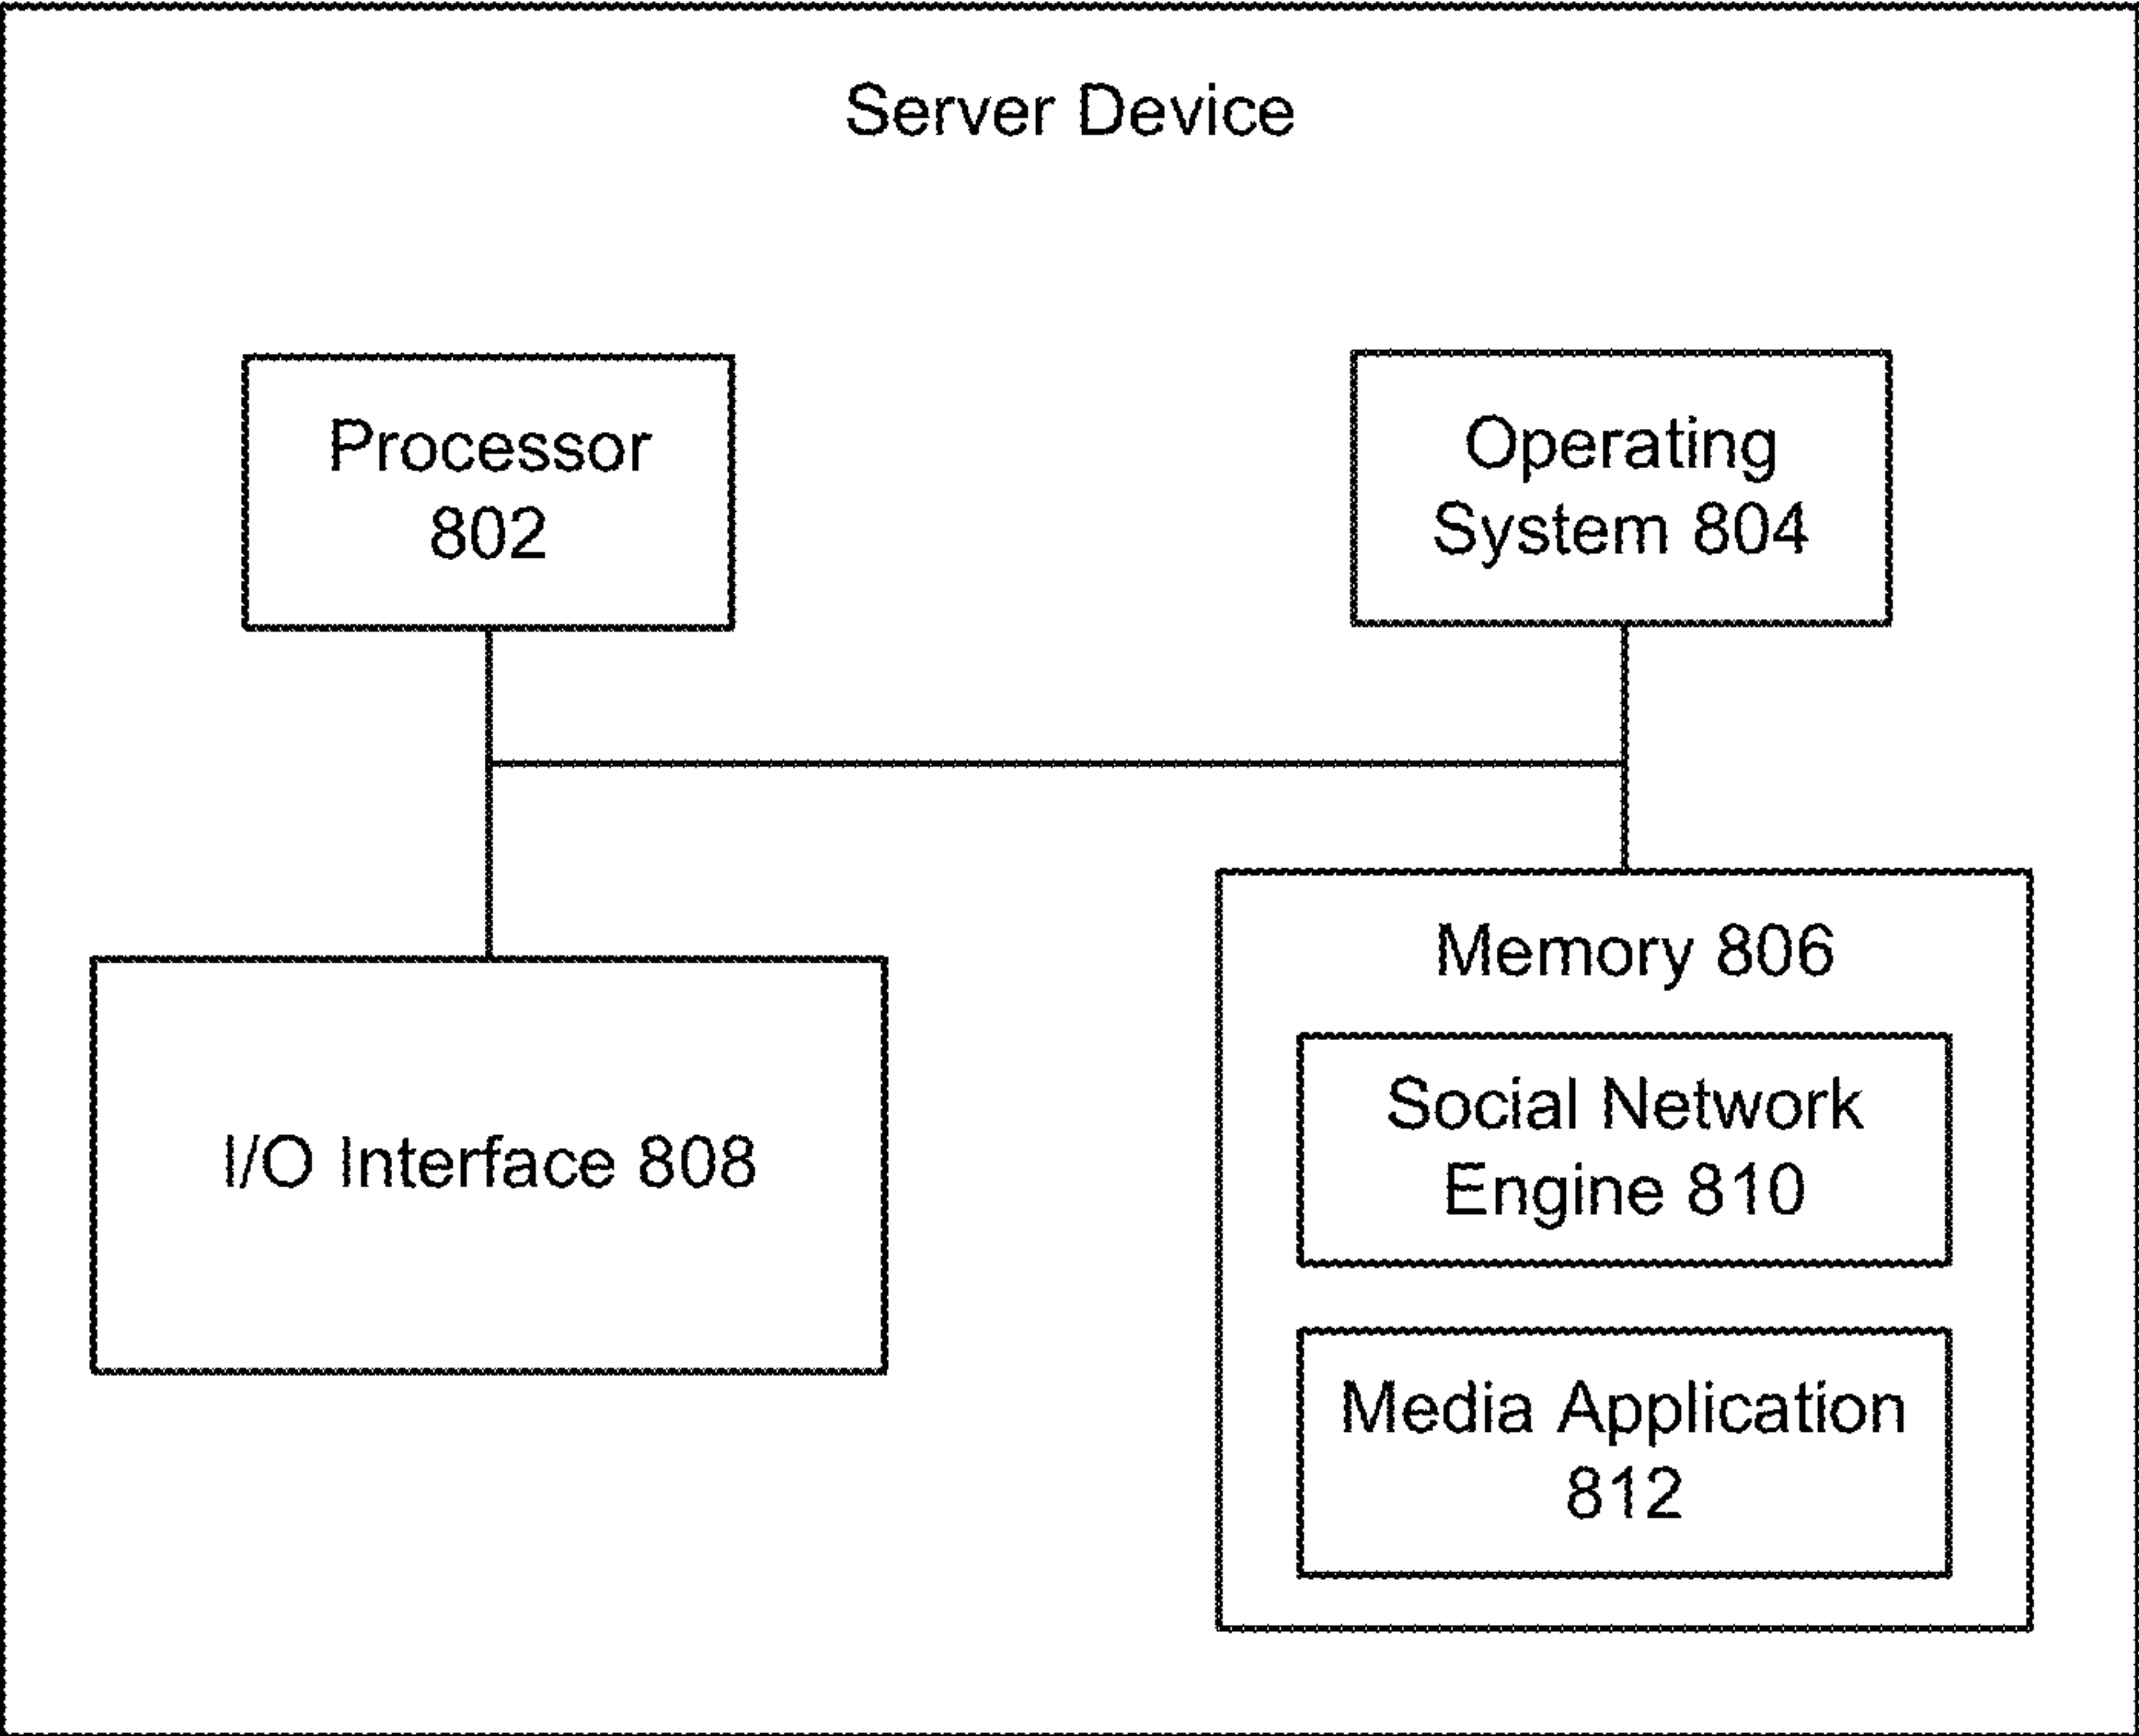 Server Device
Processor
802
Operating
System 804
I/O Interface 808
Memory 806
Social Network
Engine 810
Media Application
812